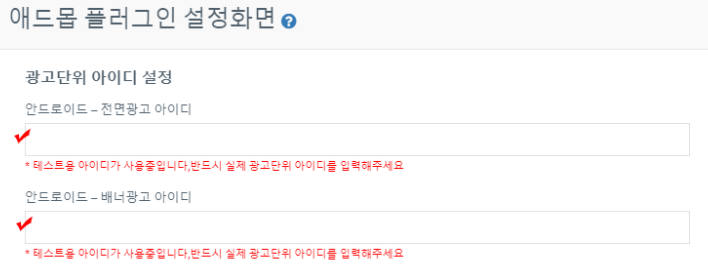 애드몹 플러그인 설정화면 ?
광고단위 아이디 설정
안드로이드 – 전면광고 아이디
* 테스트용 아이디가 사용중입니다,반드시 실제 광고단위 아이디를 입력해주세요
안드로이드 – 배너광고 아이디
* 테스트용 아이디가 사용중입니다,반드시 실제 광고단위 아이디를 입력해주세요